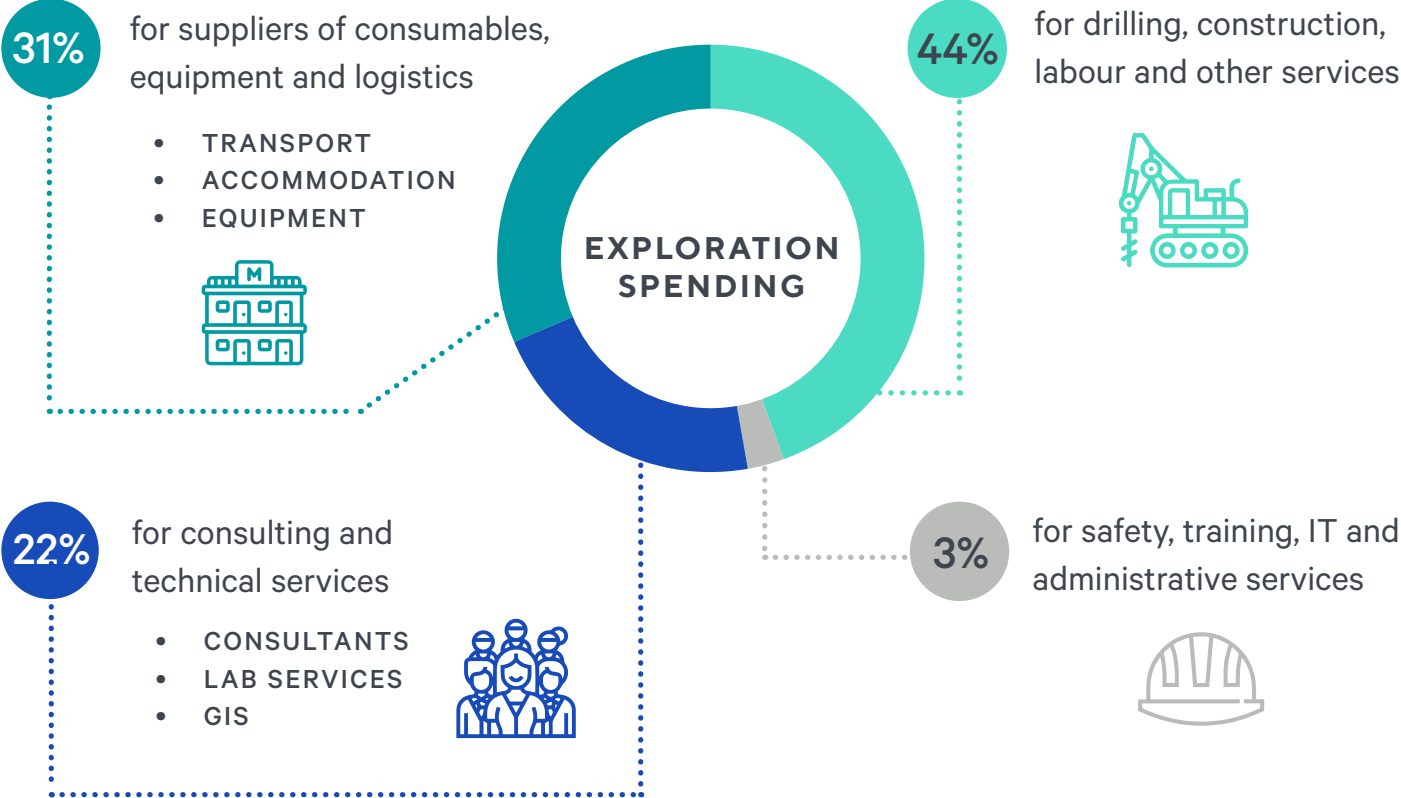 31%
for suppliers of consumables,
equipment and logistics
• TRANSPORT
• ACCOMMODATION
• EQUIPMENT
M
44%
for drilling, construction,
labour and other services
EXPLORATION
SPENDING
22%
for consulting and
technical services
• CONSULTANTS
• LAB SERVICES
• GIS
3%
for safety, training, IT and
administrative services